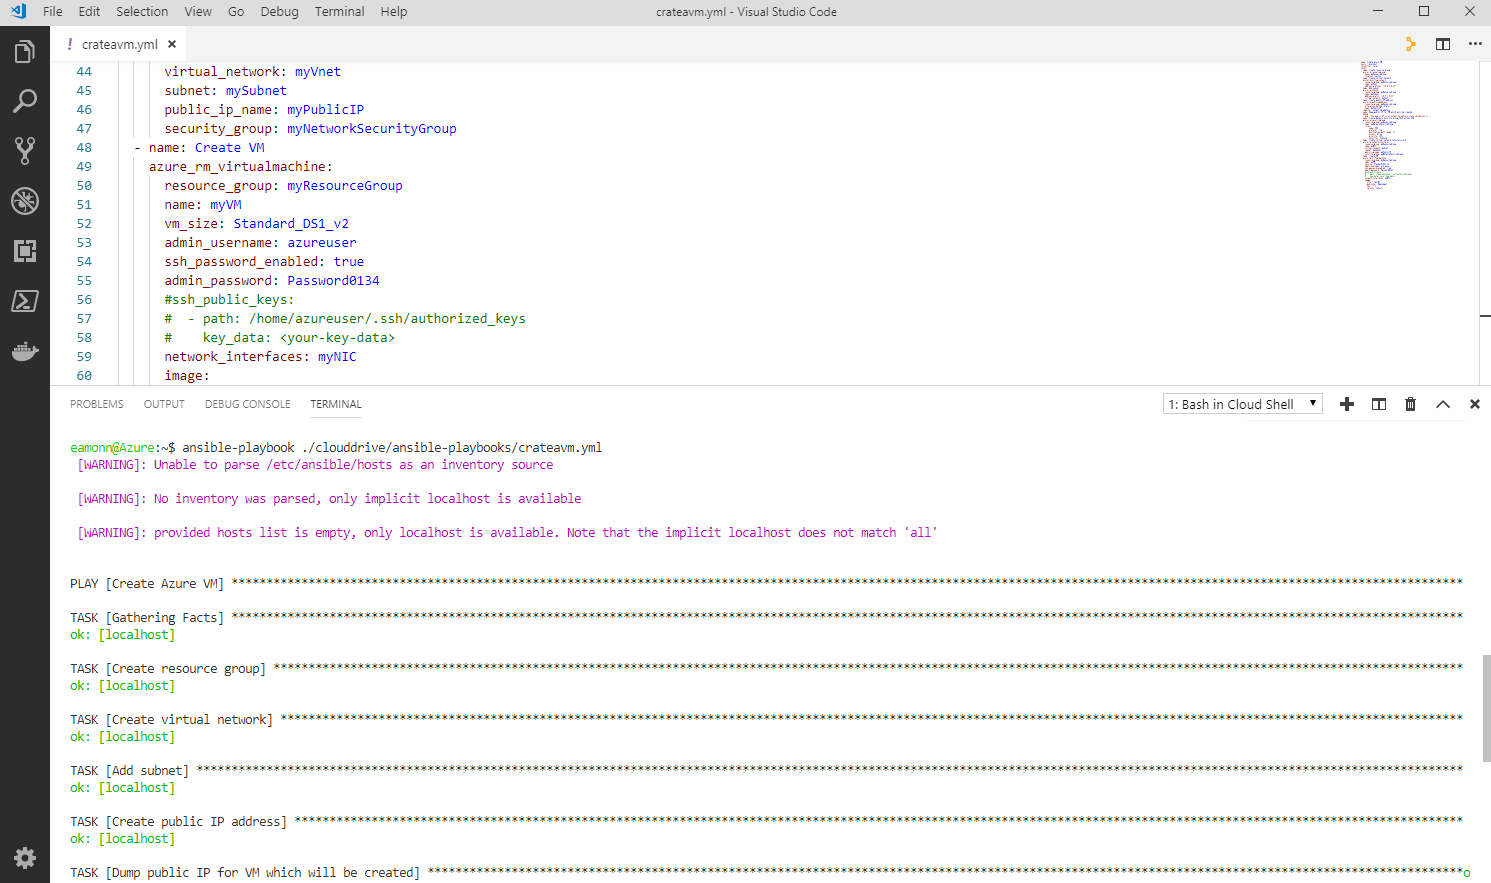 File Edit Selection View Go Debug Terminal Help crateavm.yml - Visual Studio Code
! crateavm.yml
44 virtual_network: myVnet
45 subnet: mySubnet
46 public_ip_name: myPublicIP
47 security_group: myNetworkSecurityGroup
48 - name: Create VM
49 azure_rm_virtualmachine:
50 resource_group: myResourceGroup
51 name: myVM
52 vm_size: Standard_DS1_v2
53 admin_username: azureuser
54 ssh_password_enabled: true
55 admin_password: Password0134
56 #ssh_public_keys:
57 #  - path: /home/azureuser/.ssh/authorized_keys
58 #    key_data: <your-key-data>
59 network_interfaces: myNIC
60 image:
PROBLEMS OUTPUT DEBUG CONSOLE TERMINAL 1: Bash in Cloud Shell
eamonn@Azure:~$ ansible-playbook ./clouddrive/ansible-playbooks/crateavm.yml
[WARNING]: Unable to parse /etc/ansible/hosts as an inventory source
[WARNING]: No inventory was parsed, only implicit localhost is available
[WARNING]: provided hosts list is empty, only localhost is available. Note that the implicit localhost does not match 'all'
PLAY [Create Azure VM] ****************
TASK [Gathering Facts] ****************
ok: [localhost]
TASK [Create resource group] ****************
ok: [localhost]
TASK [Create virtual network] ****************
ok: [localhost]
TASK [Add subnet] ****************
ok: [localhost]
TASK [Create public IP address] ****************
ok: [localhost]
TASK [Dump public IP for VM which will be created] ****************o